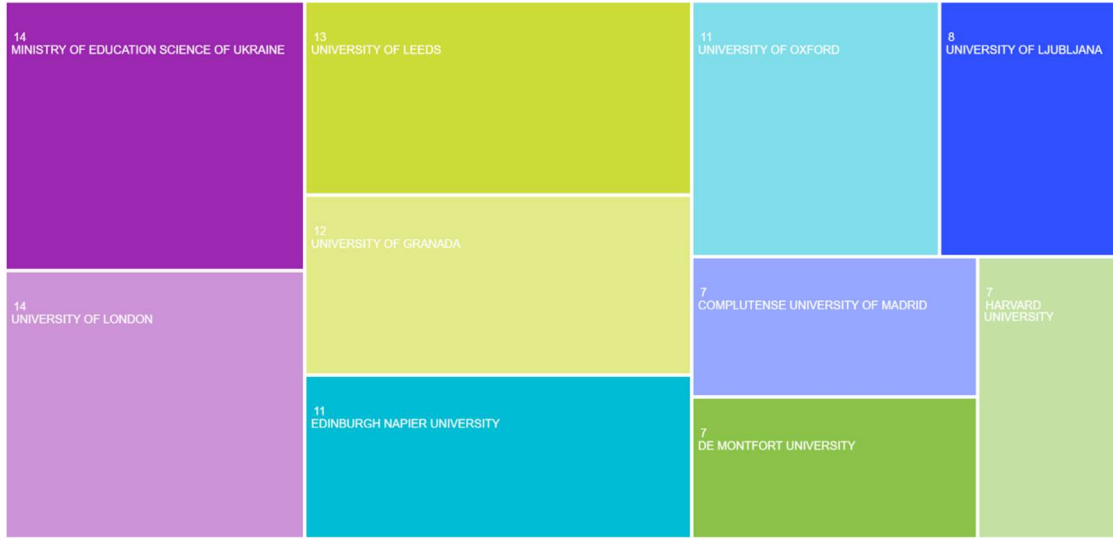 14
MINISTRY OF EDUCATION SCIENCE OF UKRAINE
14
UNIVERSITY OF LONDON
13
UNIVERSITY OF LEEDS
12
UNIVERSITY OF GRANADA
11
EDINBURGH NAPIER UNIVERSITY
11
UNIVERSITY OF OXFORD
8
UNIVERSITY OF LJUBLJANA
7
COMPLUTENSE UNIVERSITY OF MADRID
7
DE MONTFORT UNIVERSITY
7
HARVARD
UNIVERSITY